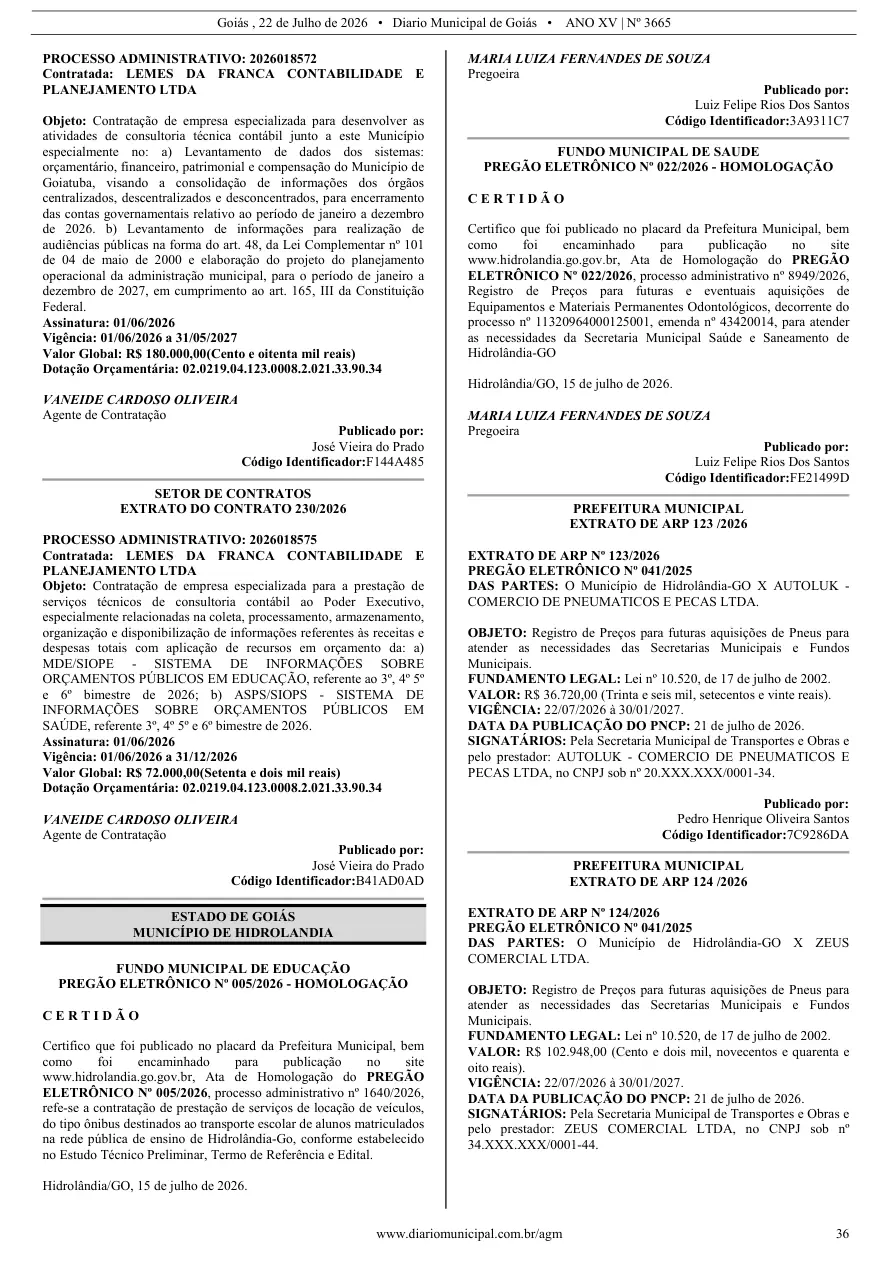 Goiás , 22 de Julho de 2026 • Diario Municipal de Goiás • ANO XV | Nº 3665
PROCESSO ADMINISTRATIVO: 2026018572
Contratada: LEMES DA FRANCA CONTABILIDADE E
PLANEJAMENTO LTDA
Objeto: Contratação de empresa especializada para desenvolver as
atividades de consultoria técnica contábil junto a este Município
especialmente no: a) Levantamento de dados dos sistemas:
orçamentário, financeiro, patrimonial e compensação do Município de
Goiatuba, visando a consolidação de informações dos órgãos
centralizados, descentralizados e desconcentrados, para encerramento
das contas governamentais relativo ao período de janeiro a dezembro
de 2026. b) Levantamento de informações para realização de
audiências públicas na forma do art. 48, da Lei Complementar nº 101
de 04 de maio de 2000 e elaboração do projeto do planejamento
operacional da administração municipal, para o período de janeiro a
dezembro de 2027, em cumprimento ao art. 165, III da Constituição
Federal.
Assinatura: 01/06/2026
Vigência: 01/06/2026 a 31/05/2027
Valor Global: R$ 180.000,00(Cento e oitenta mil reais)
Dotação Orçamentária: 02.0219.04.123.0008.2.021.33.90.34
VANEIDE CARDOSO OLIVEIRA
Agente de Contratação
Publicado por:
José Vieira do Prado
Código Identificador:F144A485
SETOR DE CONTRATOS
EXTRATO DO CONTRATO 230/2026
PROCESSO ADMINISTRATIVO: 2026018575
Contratada: LEMES DA FRANCA CONTABILIDADE E
PLANEJAMENTO LTDA
Objeto: Contratação de empresa especializada para a prestação de
serviços técnicos de consultoria contábil ao Poder Executivo,
especialmente relacionadas na coleta, processamento, armazenamento,
organização e disponibilização de informações referentes às receitas e
despesas totais com aplicação de recursos em orçamento da: a)
MDE/SIOPE - SISTEMA DE INFORMAÇÕES SOBRE
ORÇAMENTOS PÚBLICOS EM EDUCAÇÃO, referente ao 3º, 4º 5º
e 6º bimestre de 2026; b) ASPS/SIOPS - SISTEMA DE
INFORMAÇÕES SOBRE ORÇAMENTOS PÚBLICOS EM
SAÚDE, referente 3º, 4º 5º e 6º bimestre de 2026.
Assinatura: 01/06/2026
Vigência: 01/06/2026 a 31/12/2026
Valor Global: R$ 72.000,00(Setenta e dois mil reais)
Dotação Orçamentária: 02.0219.04.123.0008.2.021.33.90.34
VANEIDE CARDOSO OLIVEIRA
Agente de Contratação
Publicado por:
José Vieira do Prado
Código Identificador:B41AD0AD
ESTADO DE GOIÁS
MUNICÍPIO DE HIDROLANDIA
FUNDO MUNICIPAL DE EDUCAÇÃO
PREGÃO ELETRÔNICO Nº 005/2026 - HOMOLOGAÇÃO
C E R T I D Ã O
Certifico que foi publicado no placard da Prefeitura Municipal, bem
como foi encaminhado para publicação no site
www.hidrolandia.go.gov.br, Ata de Homologação do PREGÃO
ELETRÔNICO Nº 005/2026, processo administrativo nº 1640/2026,
refe-se a contratação de prestação de serviços de locação de veículos,
do tipo ônibus destinados ao transporte escolar de alunos matriculados
na rede pública de ensino de Hidrolândia-Go, conforme estabelecido
no Estudo Técnico Preliminar, Termo de Referência e Edital.
Hidrolândia/GO, 15 de julho de 2026.
MARIA LUIZA FERNANDES DE SOUZA
Pregoeira
Publicado por:
Luiz Felipe Rios Dos Santos
Código Identificador:3A9311C7
FUNDO MUNICIPAL DE SAUDE
PREGÃO ELETRÔNICO Nº 022/2026 - HOMOLOGAÇÃO
C E R T I D Ã O
Certifico que foi publicado no placard da Prefeitura Municipal, bem
como foi encaminhado para publicação no site
www.hidrolandia.go.gov.br, Ata de Homologação do PREGÃO
ELETRÔNICO Nº 022/2026, processo administrativo nº 8949/2026,
Registro de Preços para futuras e eventuais aquisições de
Equipamentos e Materiais Permanentes Odontológicos, decorrente do
processo nº 11320964000125001, emenda nº 43420014, para atender
as necessidades da Secretaria Municipal Saúde e Saneamento de
Hidrolândia-GO
Hidrolândia/GO, 15 de julho de 2026.
MARIA LUIZA FERNANDES DE SOUZA
Pregoeira
Publicado por:
Luiz Felipe Rios Dos Santos
Código Identificador:FE21499D
PREFEITURA MUNICIPAL
EXTRATO DE ARP 123 /2026
EXTRATO DE ARP Nº 123/2026
PREGÃO ELETRÔNICO Nº 041/2025
DAS PARTES: O Município de Hidrolândia-GO X AUTOLUK -
COMERCIO DE PNEUMATICOS E PECAS LTDA.
OBJETO: Registro de Preços para futuras aquisições de Pneus para
atender as necessidades das Secretarias Municipais e Fundos
Municipais.
FUNDAMENTO LEGAL: Lei nº 10.520, de 17 de julho de 2002.
VALOR: R$ 36.720,00 (Trinta e seis mil, setecentos e vinte reais).
VIGÊNCIA: 22/07/2026 à 30/01/2027.
DATA DA PUBLICAÇÃO DO PNCP: 21 de julho de 2026.
SIGNATÁRIOS: Pela Secretaria Municipal de Transportes e Obras e
pelo prestador: AUTOLUK - COMERCIO DE PNEUMATICOS E
PECAS LTDA, no CNPJ sob nº 20.XXX.XXX/0001-34.
Publicado por:
Pedro Henrique Oliveira Santos
Código Identificador:7C9286DA
PREFEITURA MUNICIPAL
EXTRATO DE ARP 124 /2026
EXTRATO DE ARP Nº 124/2026
PREGÃO ELETRÔNICO Nº 041/2025
DAS PARTES: O Município de Hidrolândia-GO X ZEUS
COMERCIAL LTDA.
OBJETO: Registro de Preços para futuras aquisições de Pneus para
atender as necessidades das Secretarias Municipais e Fundos
Municipais.
FUNDAMENTO LEGAL: Lei nº 10.520, de 17 de julho de 2002.
VALOR: R$ 102.948,00 (Cento e dois mil, novecentos e quarenta e
oito reais).
VIGÊNCIA: 22/07/2026 à 30/01/2027.
DATA DA PUBLICAÇÃO DO PNCP: 21 de julho de 2026.
SIGNATÁRIOS: Pela Secretaria Municipal de Transportes e Obras e
pelo prestador: ZEUS COMERCIAL LTDA, no CNPJ sob nº
34.XXX.XXX/0001-44.
www.diariomunicipal.com.br/agm 36